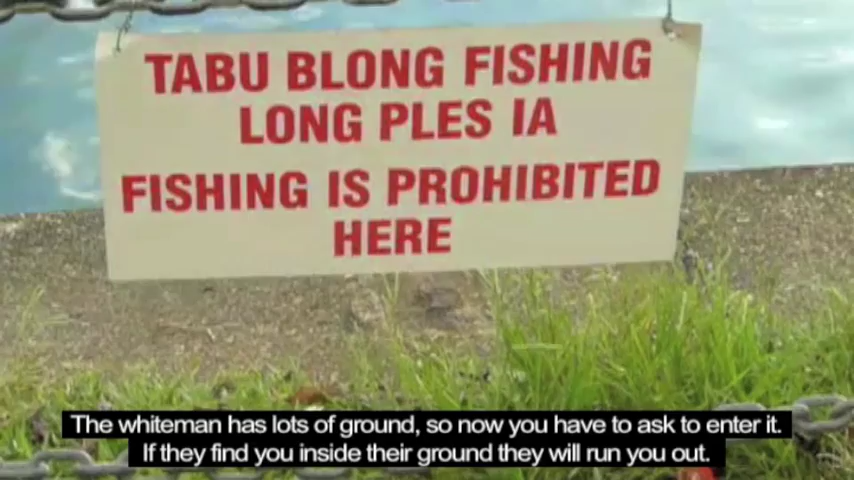 TABU BLONG FISHING
LONG PLES IA
FISHING IS PROHIBITED
HERE
The whiteman has lots of ground, so now you have to ask to enter it.
If they find you inside their ground they will run you out.